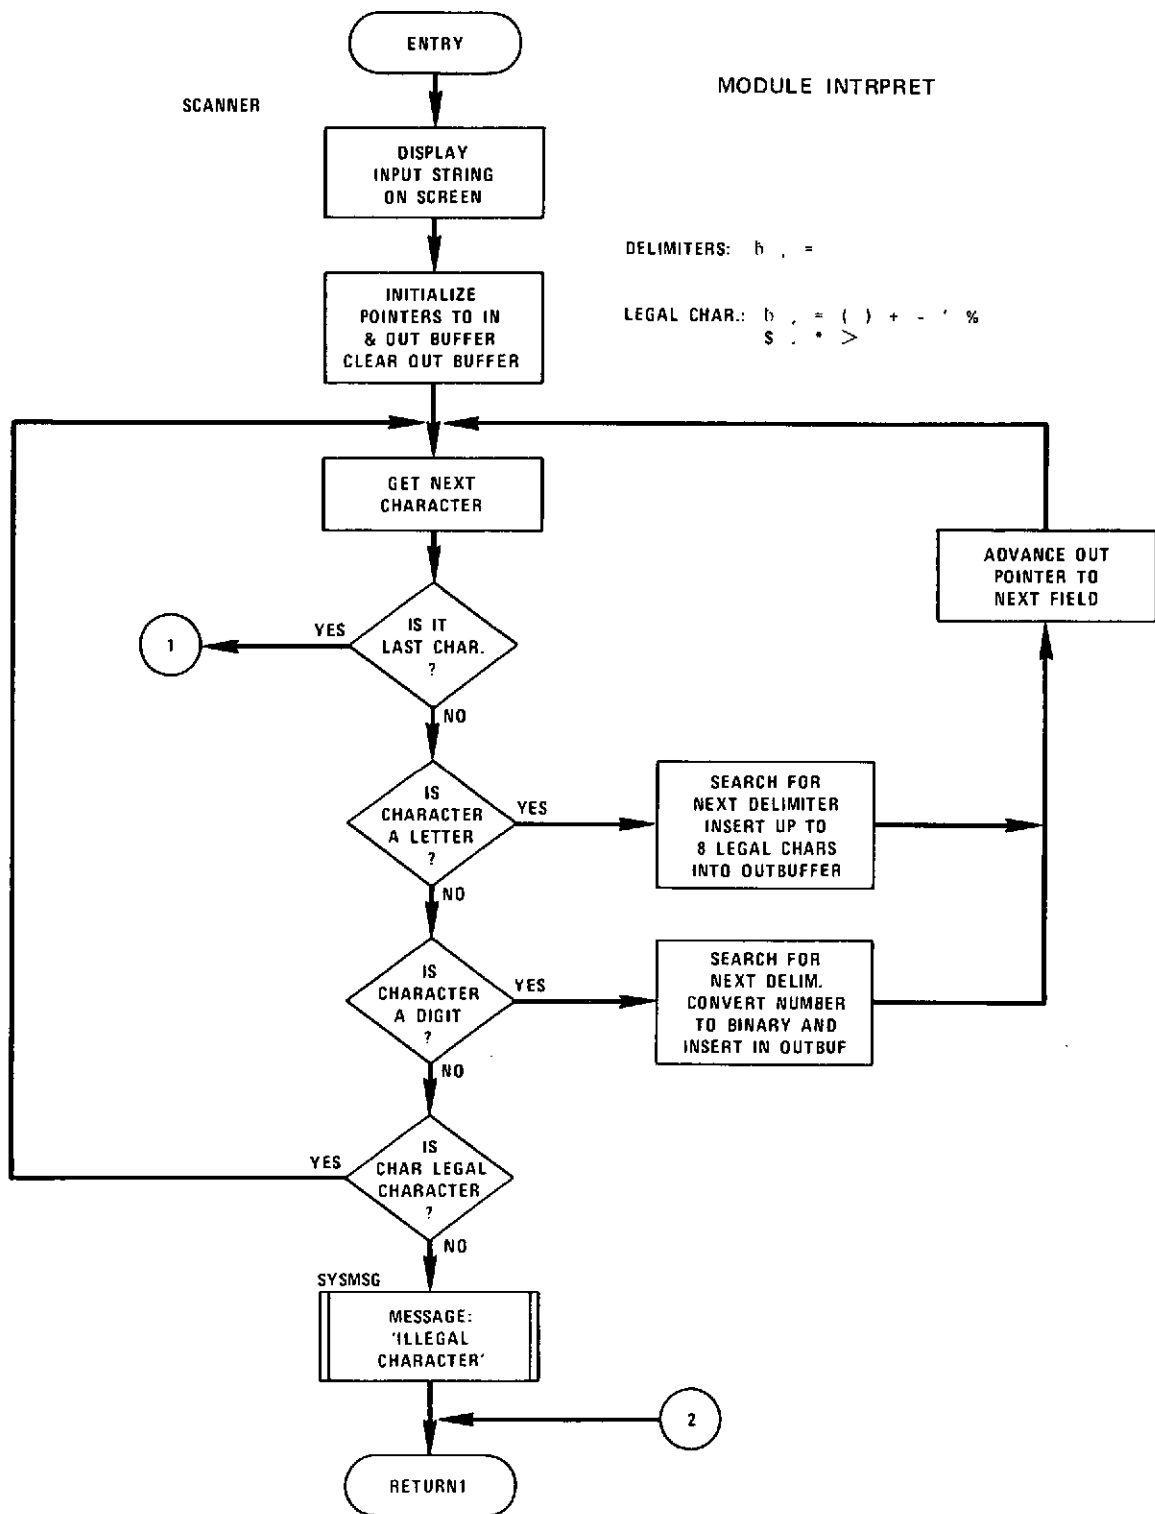 ENTRY
SCANNER
MODULE INTRPRET
DISPLAY
INPUT STRING
ON SCREEN
DELIMITERS: b , =
INITIALIZE
POINTERS TO IN
& OUT BUFFER
CLEAR OUT BUFFER
LEGAL CHAR.: b , = ( ) + - ' %
$ . * >
GET NEXT
CHARACTER
ADVANCE OUT
POINTER TO
NEXT FIELD
1
YES
IS IT
LAST CHAR.
?
NO
IS
CHARACTER
A LETTER
?
YES
SEARCH FOR
NEXT DELIMITER
INSERT UP TO
8 LEGAL CHARS
INTO OUTBUFFER
NO
IS
CHARACTER
A DIGIT
?
YES
SEARCH FOR
NEXT DELIM.
CONVERT NUMBER
TO BINARY AND
INSERT IN OUTBUF
NO
YES
IS
CHAR LEGAL
CHARACTER
?
NO
SYSMSG
MESSAGE:
'ILLEGAL
CHARACTER'
2
RETURN1